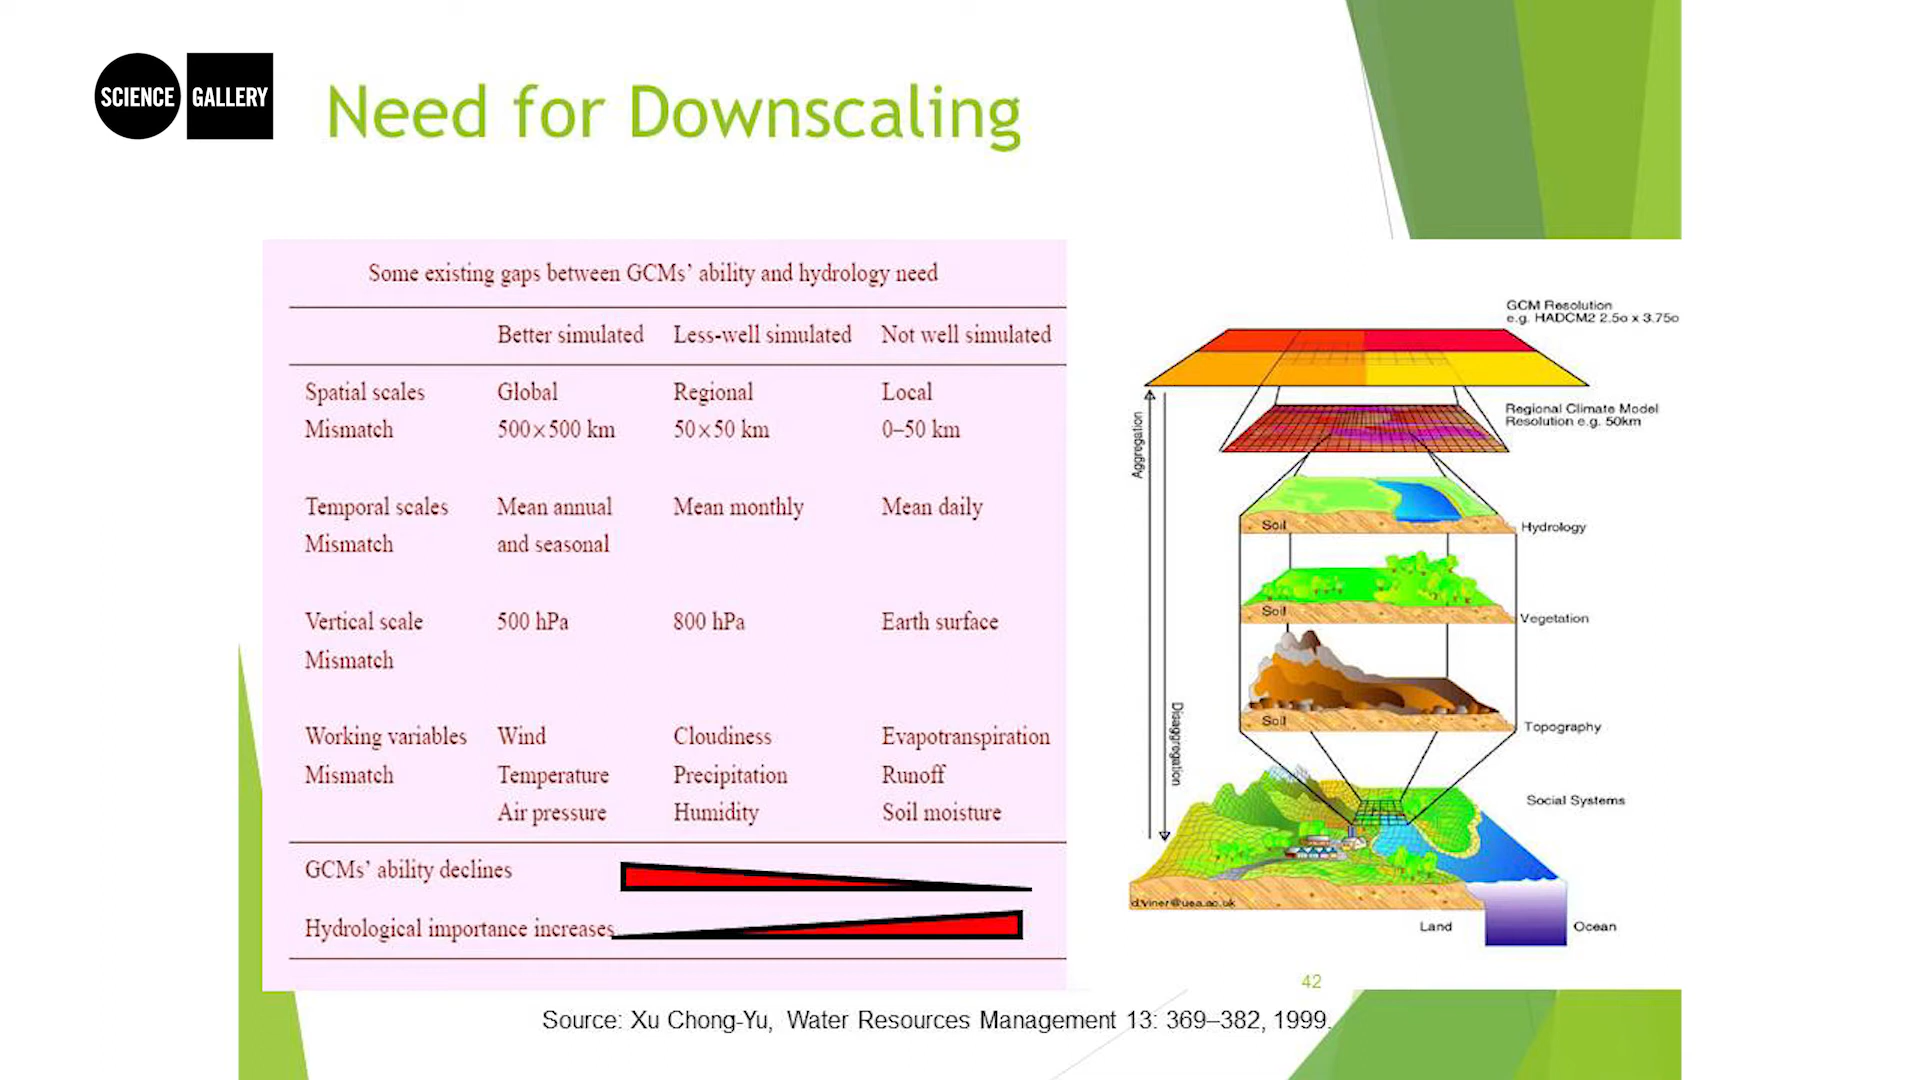 SCIENCE GALLERY
Need for Downscaling
Some existing gaps between GCMs' ability and hydrology need
Better simulated Less-well simulated Not well simulated
Spatial scales Global Regional Local
Mismatch 500×500 km 50×50 km 0–50 km
Temporal scales Mean annual Mean monthly Mean daily
Mismatch and seasonal
Vertical scale 500 hPa 800 hPa Earth surface
Mismatch
Working variables Wind Cloudiness Evapotranspiration
Mismatch Temperature Precipitation Runoff
Air pressure Humidity Soil moisture
GCMs' ability declines
Hydrological importance increases
GCM Resolution
e.g. HADCM2 2.5o x 3.75o
Regional Climate Model
Resolution e.g. 50km
Aggregation
Soil
Hydrology
Soil
Vegetation
Soil
Topography
Disaggregation
Social Systems
d.viner@uea.ac.uk
Land
Ocean
42
Source: Xu Chong-Yu, Water Resources Management 13: 369–382, 1999.